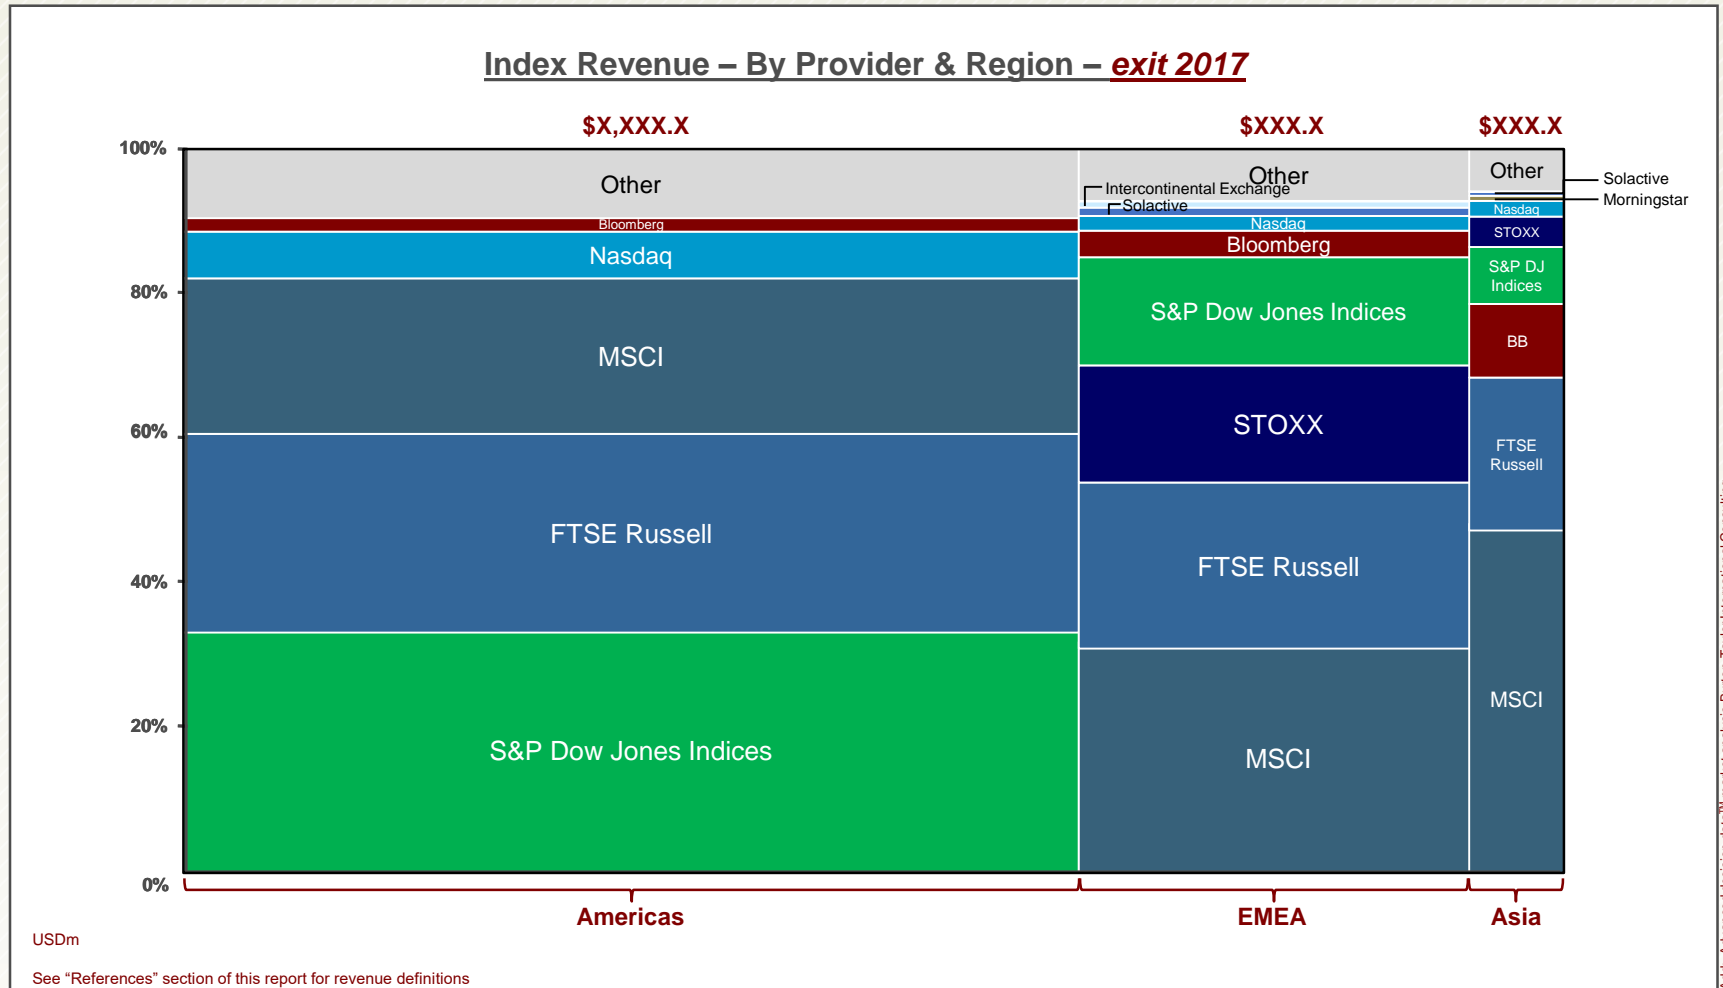 Index Revenue – By Provider & Region – exit 2017
$X,XXX.X
$XXX.X
$XXX.X
100%
80%
60%
40%
20%
0%
Other
Bloomberg
Nasdaq
MSCI
FTSE Russell
S&P Dow Jones Indices
Other
Intercontinental Exchange
Solactive
Nasdaq
Bloomberg
S&P Dow Jones Indices
STOXX
FTSE Russell
MSCI
Other
Solactive
Morningstar
Nasdaq
STOXX
S&P DJ
Indices
BB
FTSE
Russell
MSCI
Americas
EMEA
Asia
USDm
See “References” section of this report for revenue definitions